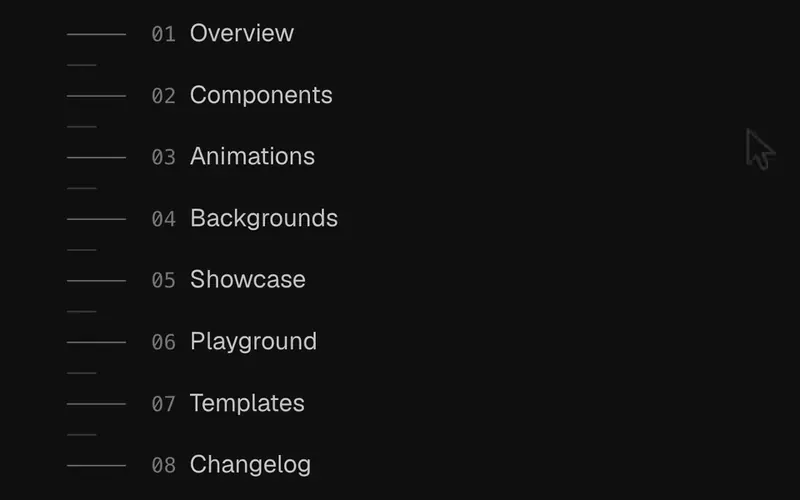 01 Overview
02 Components
03 Animations
04 Backgrounds
05 Showcase
06 Playground
07 Templates
08 Changelog